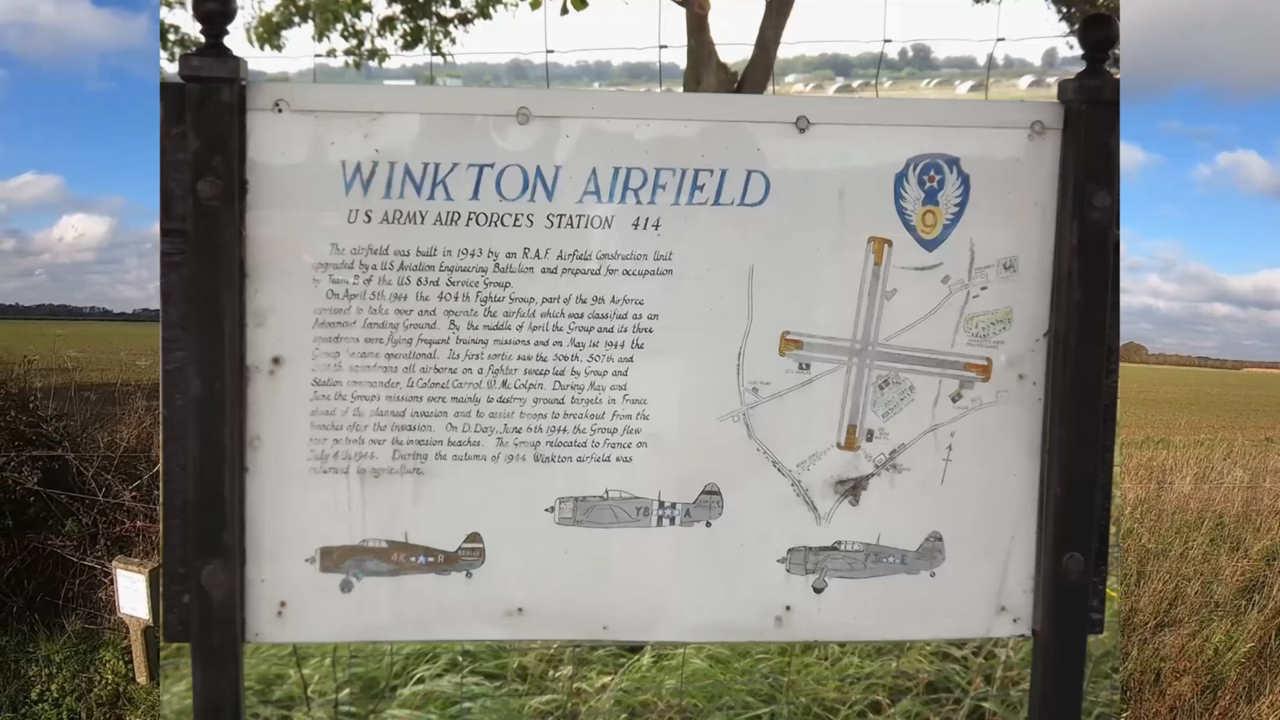 WINKTON AIRFIELD
9
US ARMY AIR FORCES STATION 414
The airfield was built in 1943 by an R.A.F. Airfield Construction Unit
upgraded by a US Aviation Engineering Battalion and prepared for occupation
by Team B of the US 83rd Service Group.
On April 5th 1944 the 404th Fighter Group, part of the 9th Airforce
arrived to take over and operate the airfield which was classified as an
Advanced Landing Ground. By the middle of April the Group and its three
squadrons were flying frequent training missions and on May 1st 1944 the
Group became operational. Its first sortie saw the 506th, 507th and
squadrons all airborne on a fighter sweep led by Group and
Station commander, Lt Colonel Carrol. W. Mc Colpin. During May and
June the Group's missions were mainly to destroy ground targets in France
ahead of the planned invasion and to assist troops to breakout from the
beaches after the invasion. On D.Day, June 6th 1944, the Group flew
patrols over the invasion beaches. The Group relocated to France on
July 4th 1944. During the autumn of 1944 Winkton airfield was
returned to agriculture.
Y8 A
4K R
E